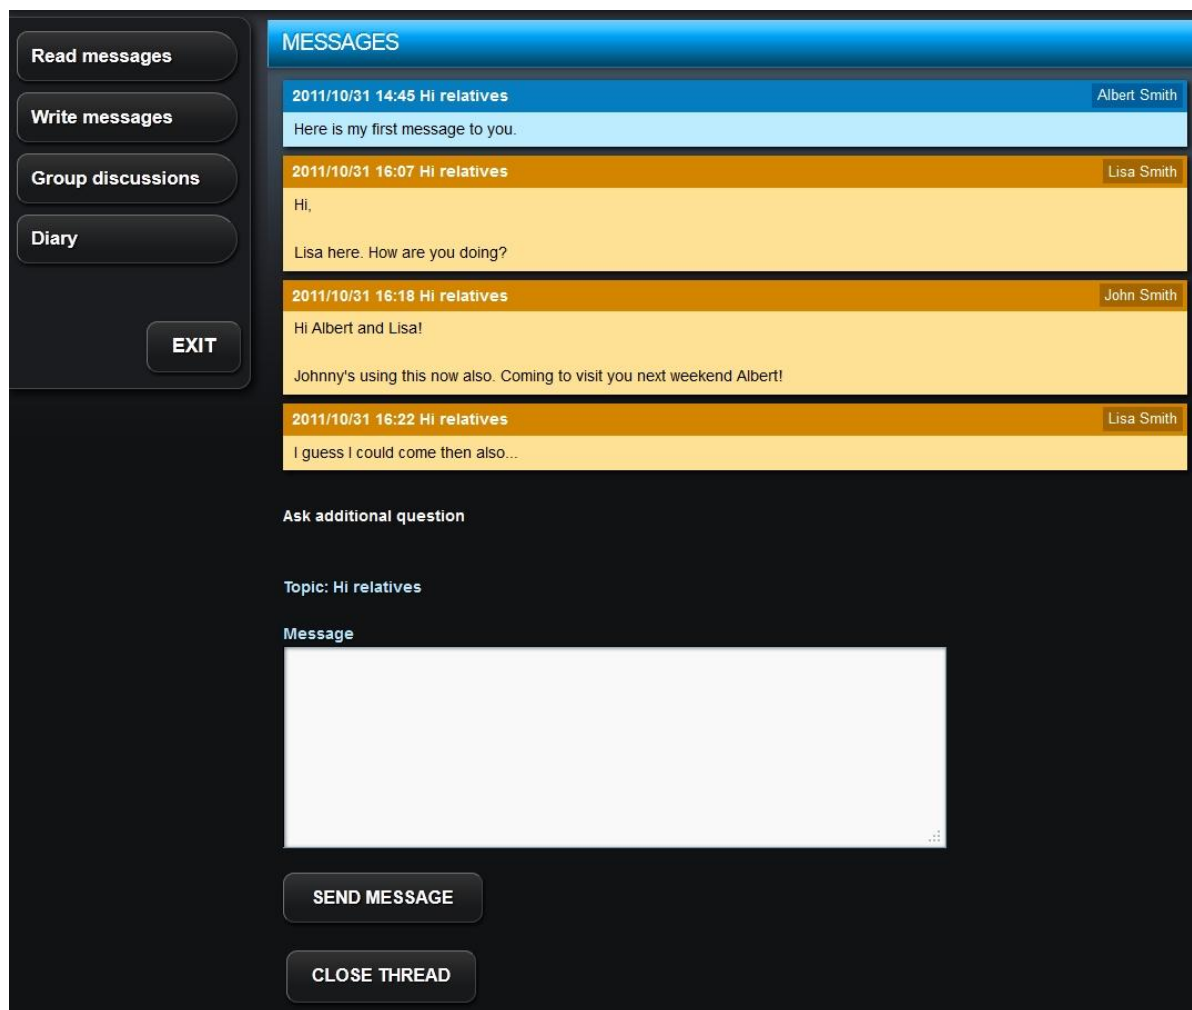 Read messages
Write messages
Group discussions
Diary
EXIT
MESSAGES
2011/10/31 14:45 Hi relatives Albert Smith
Here is my first message to you.
2011/10/31 16:07 Hi relatives Lisa Smith
Hi,
Lisa here. How are you doing?
2011/10/31 16:18 Hi relatives John Smith
Hi Albert and Lisa!
Johnny's using this now also. Coming to visit you next weekend Albert!
2011/10/31 16:22 Hi relatives Lisa Smith
I guess I could come then also...
Ask additional question
Topic: Hi relatives
Message
SEND MESSAGE
CLOSE THREAD